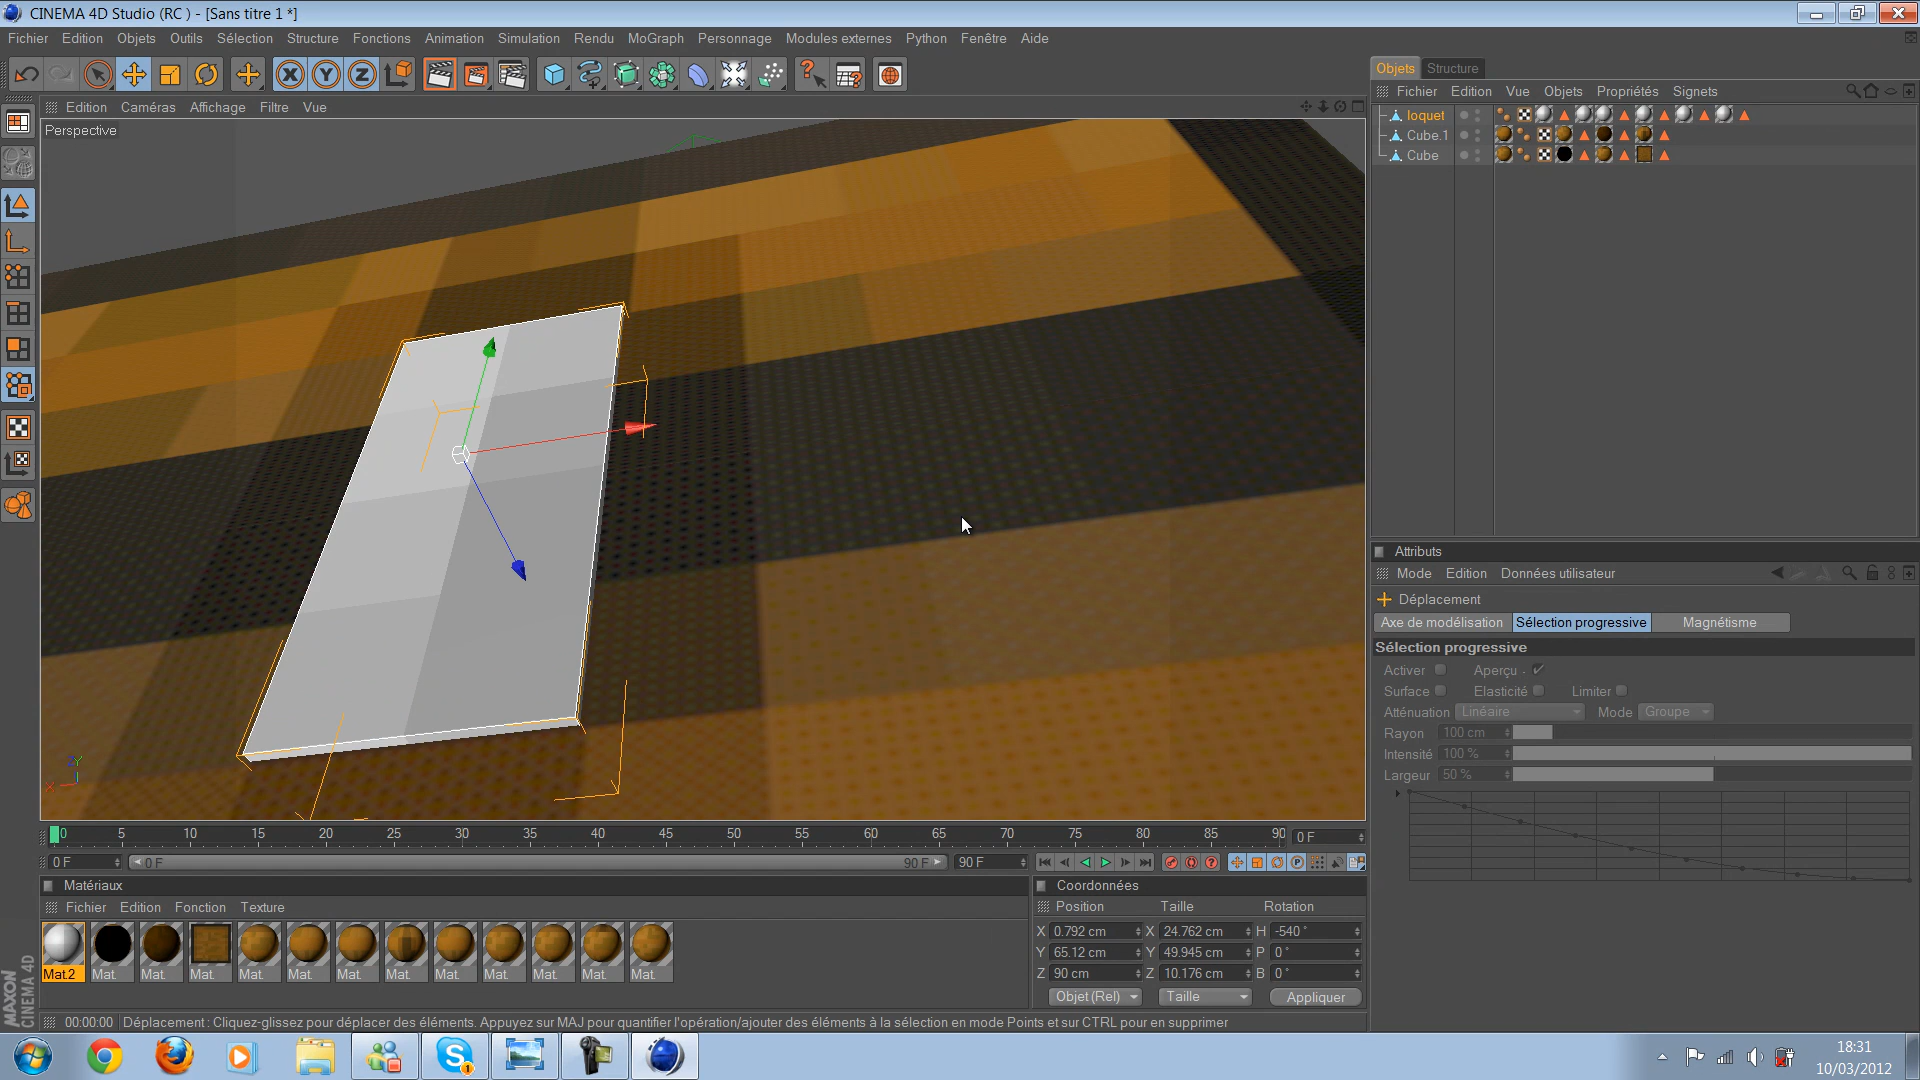 CINEMA 4D Studio (RC ) - [Sans titre 1 *]
Fichier Edition Objets Outils Sélection Structure Fonctions Animation Simulation Rendu MoGraph Personnage Modules externes Python Fenêtre Aide
X Y Z
Objets Structure
Fichier Edition Vue Objets Propriétés Signets
Edition Caméras Affichage Filtre Vue
Perspective
loquet
Cube.1
Cube
Attributs
Mode Edition Données utilisateur
Déplacement
Axe de modélisation Sélection progressive Magnétisme
Sélection progressive
Activer Aperçu
Surface Elasticité Limiter
Atténuation Linéaire Mode Groupe
Rayon 100 cm
Intensité 100 %
Largeur 50 %
Y
X
0 5 10 15 20 25 30 35 40 45 50 55 60 65 70 75 80 85 90 0 F
0 F 0 F 90 F 90 F
Matériaux
Fichier Edition Fonction Texture
Mat.2 Mat. Mat. Mat. Mat. Mat. Mat. Mat. Mat. Mat. Mat. Mat. Mat.
Coordonnées
Position Taille Rotation
X 0.792 cm X 24.762 cm H -540 °
Y 65.12 cm Y 49.945 cm P 0 °
Z 90 cm Z 10.176 cm B 0 °
Objet (Rel) Taille Appliquer
MAXON
CINEMA 4D
00:00:00 Déplacement : Cliquez-glissez pour déplacer des éléments. Appuyez sur MAJ pour quantifier l'opération/ajouter des éléments à la sélection en mode Points et sur CTRL pour en supprimer
1
18:31
10/03/2012